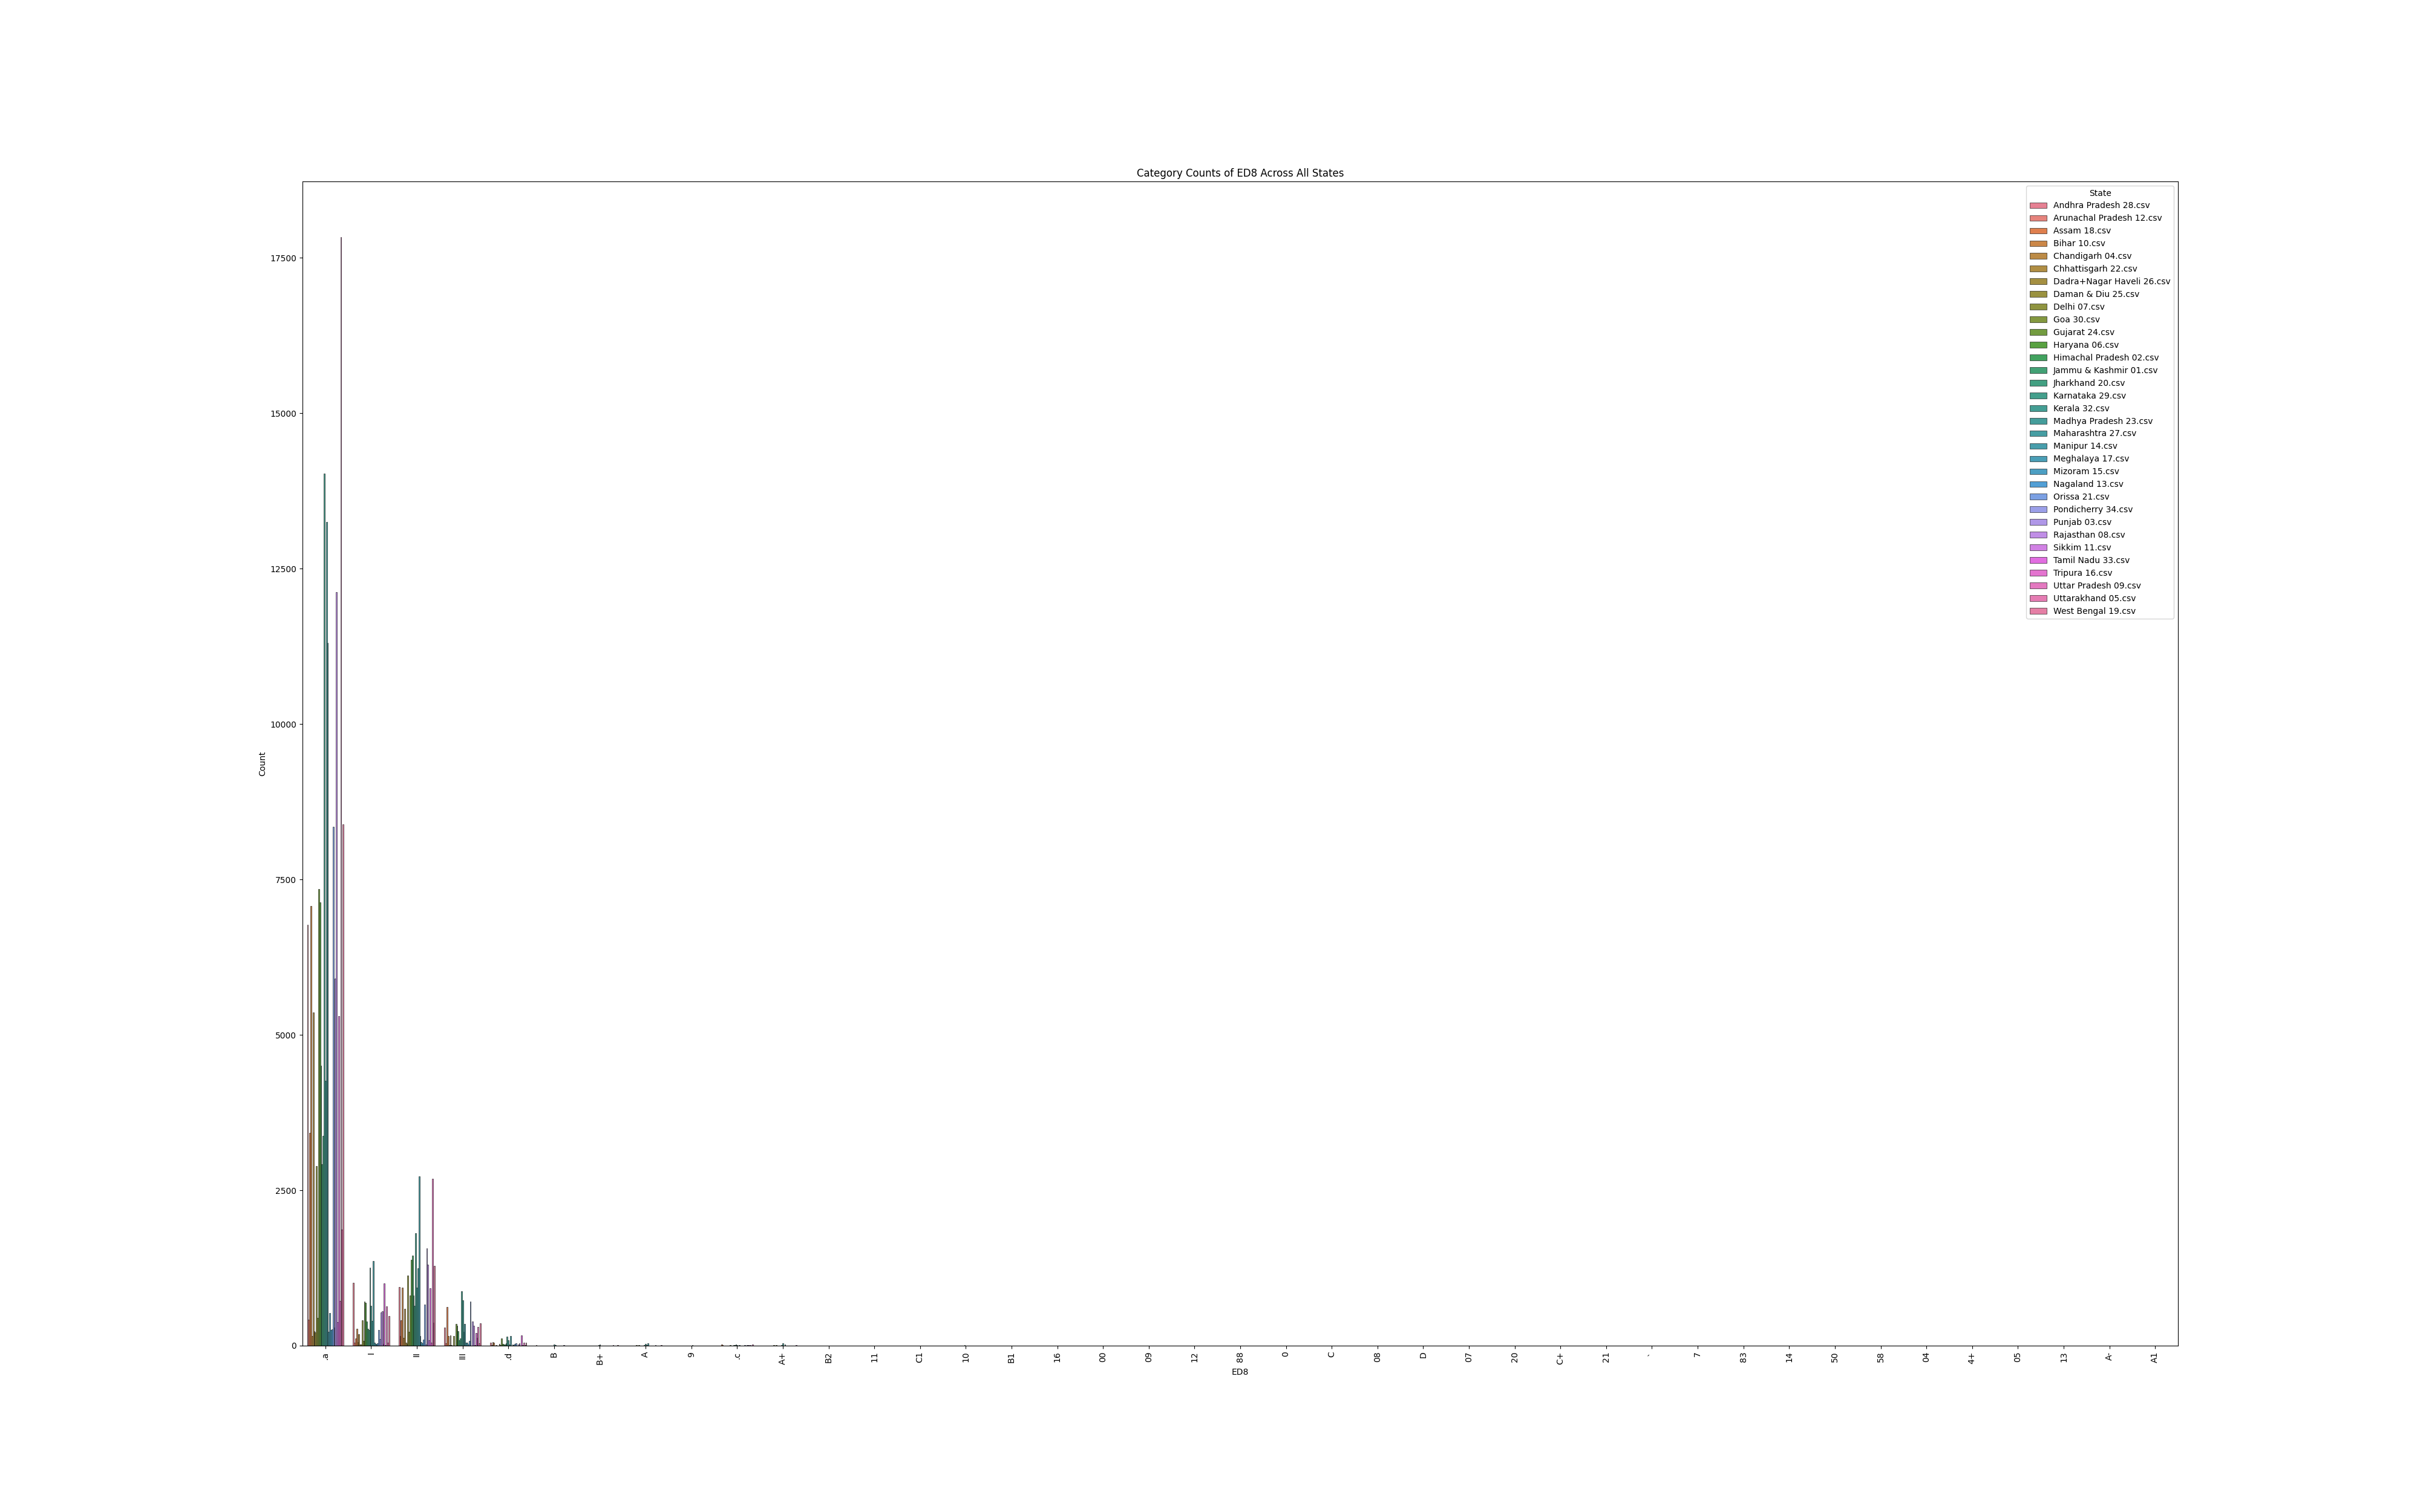 Category Counts of ED8 Across All States
State
Andhra Pradesh 28.csv
Arunachal Pradesh 12.csv
Assam 18.csv
Bihar 10.csv
Chandigarh 04.csv
Chhattisgarh 22.csv
Dadra+Nagar Haveli 26.csv
Daman & Diu 25.csv
Delhi 07.csv
Goa 30.csv
Gujarat 24.csv
Haryana 06.csv
Himachal Pradesh 02.csv
Jammu & Kashmir 01.csv
Jharkhand 20.csv
Karnataka 29.csv
Kerala 32.csv
Madhya Pradesh 23.csv
Maharashtra 27.csv
Manipur 14.csv
Meghalaya 17.csv
Mizoram 15.csv
Nagaland 13.csv
Orissa 21.csv
Pondicherry 34.csv
Punjab 03.csv
Rajasthan 08.csv
Sikkim 11.csv
Tamil Nadu 33.csv
Tripura 16.csv
Uttar Pradesh 09.csv
Uttarakhand 05.csv
West Bengal 19.csv
17500
15000
12500
10000
7500
5000
2500
0
Count
.a
I
II
III
.d
B
B+
A
9
.c
A+
B2
11
C1
10
B1
16
00
09
12
88
0
C
08
D
07
20
C+
21
7
83
14
50
58
04
4+
05
13
A-
A1
ED8